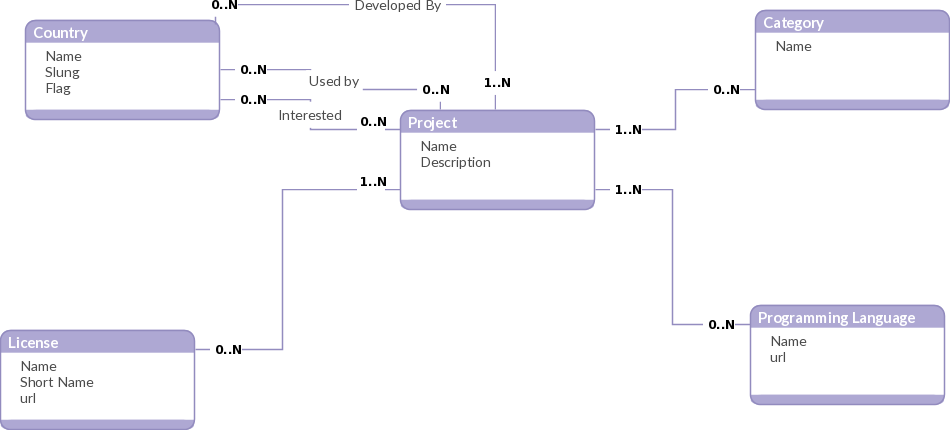 0..N
Developed By
Country
Name
Slung
Flag
0..N
Used by
0..N
1..N
0..N
Interested
0..N
Project
Name
Description
Category
Name
0..N
1..N
1..N
1..N
License
Name
Short Name
url
0..N
0..N
Programming Language
Name
url